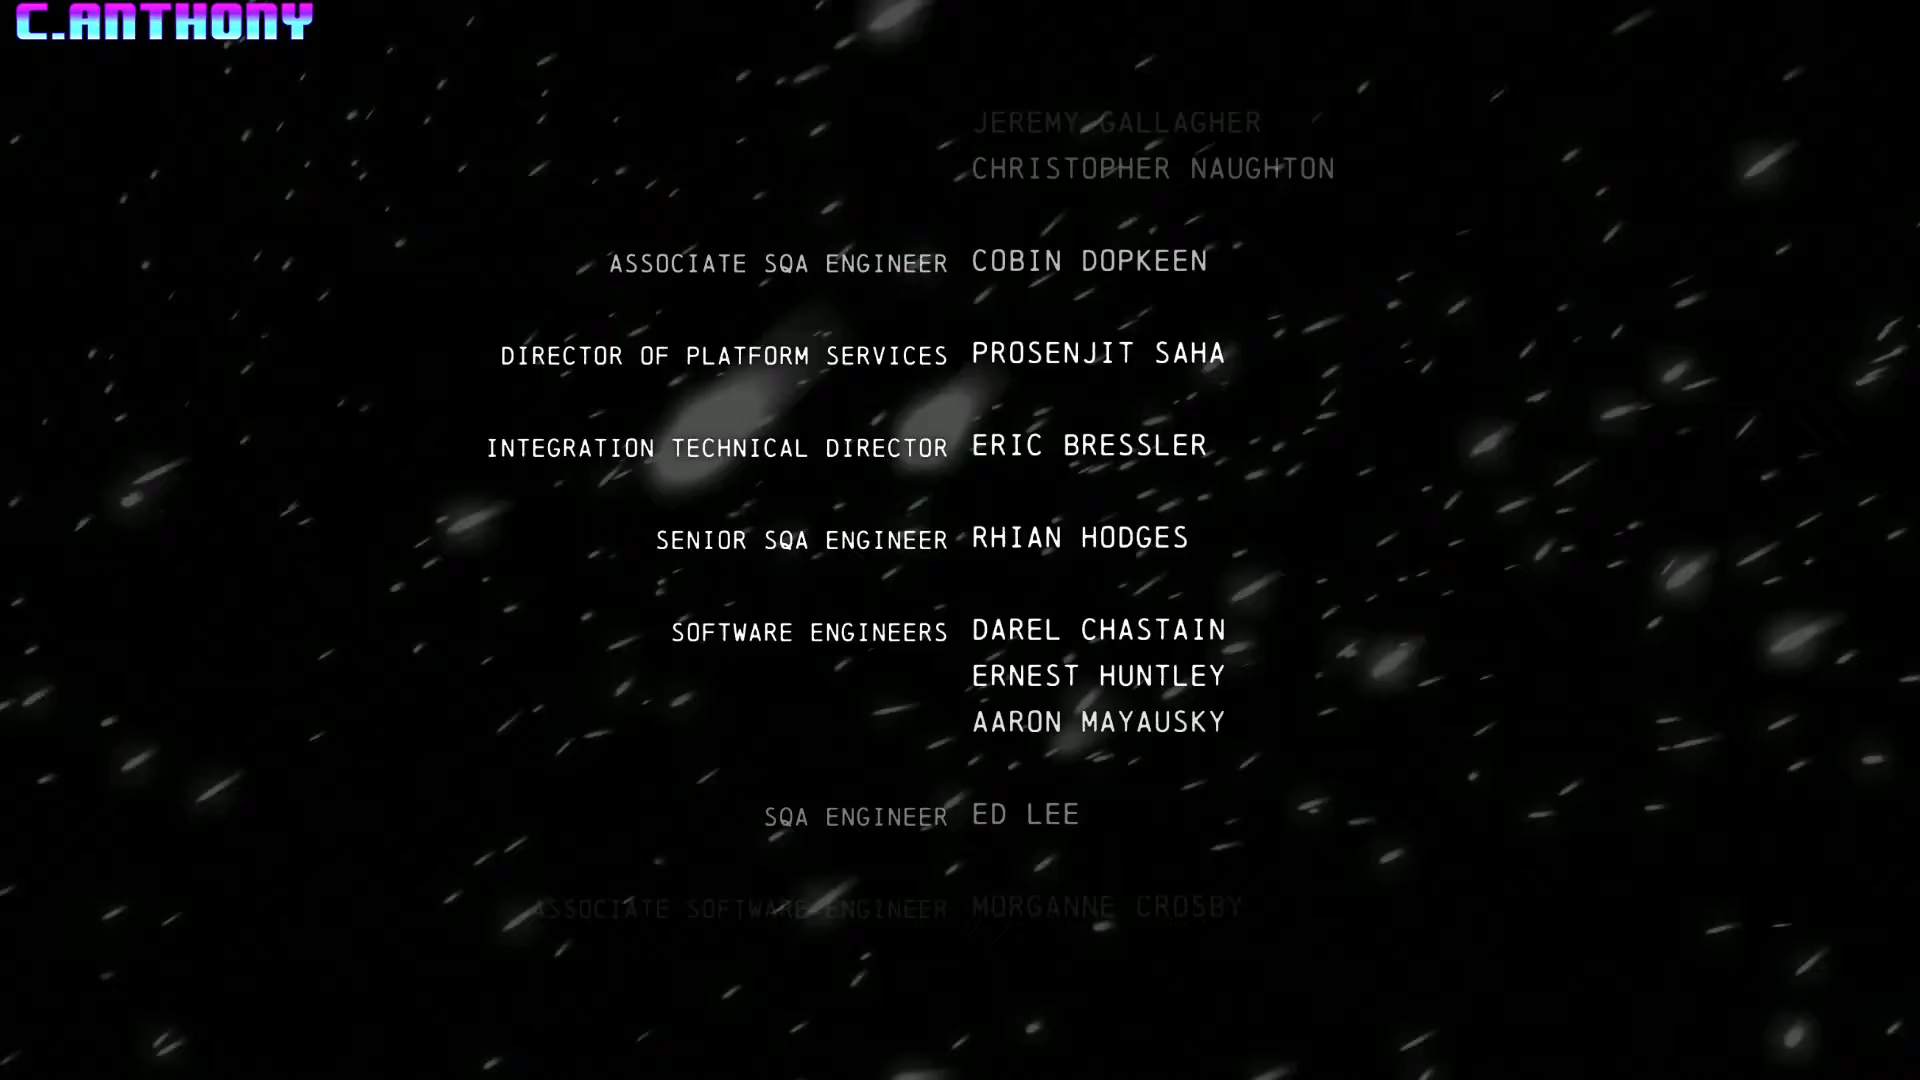 C.ANTHONY
JEREMY GALLAGHER
CHRISTOPHER NAUGHTON
ASSOCIATE SQA ENGINEER COBIN DOPKEEN
DIRECTOR OF PLATFORM SERVICES PROSENJIT SAHA
INTEGRATION TECHNICAL DIRECTOR ERIC BRESSLER
SENIOR SQA ENGINEER RHIAN HODGES
SOFTWARE ENGINEERS DAREL CHASTAIN
ERNEST HUNTLEY
AARON MAYAUSKY
SQA ENGINEER ED LEE
ASSOCIATE SOFTWARE ENGINEER MORGANNE CROSBY